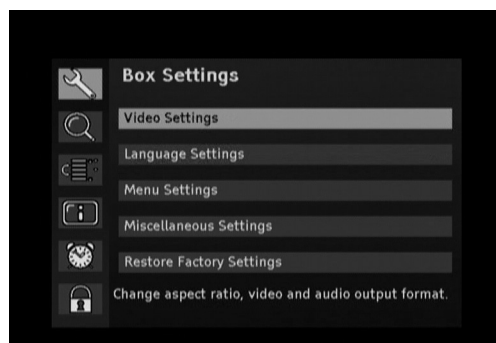 Box Settings
Video Settings
Language Settings
Menu Settings
Miscellaneous Settings
Restore Factory Settings
Change aspect ratio, video and audio output format.